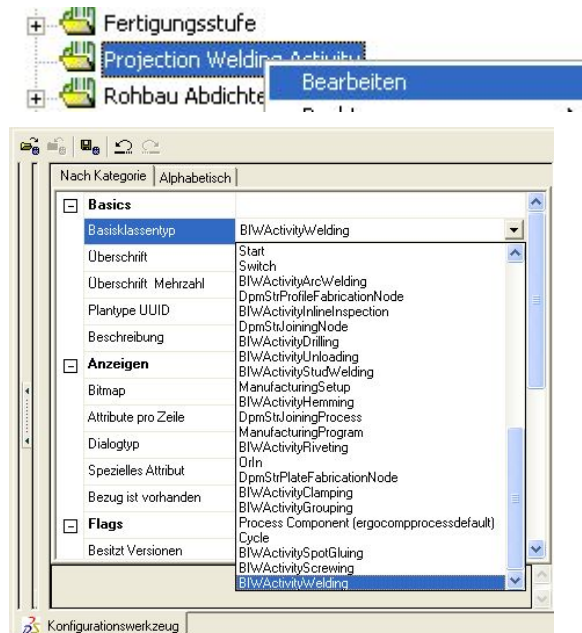 Fertigungsstufe
Projection Welding Activity
Bearbeiten
Rohbau Abdichte
Nach Kategorie
Alphabetisch
Basics
Basisklassentyp
BIWActivityWelding
Überschrift
Überschrift Mehrzahl
Plantype UUID
Beschreibung
Anzeigen
Bitmap
Attribute pro Zeile
Dialogtyp
Spezielles Attribut
Bezug ist vorhanden
Flags
Besitzt Versionen
Start
Switch
BIWActivityArcWelding
DpmStrProfileFabricationNode
BIWActivityInlineInspection
DpmStrJoiningNode
BIWActivityDrilling
BIWActivityUnloading
BIWActivityStudWelding
ManufacturingSetup
BIWActivityHemming
DpmStrJoiningProcess
ManufacturingProgram
BIWActivityRiveting
OrIn
DpmStrPlateFabricationNode
BIWActivityClamping
BIWActivityGrouping
Process Component (ergocompprocessdefault)
Cycle
BIWActivitySpotGluing
BIWActivityScrewing
BIWActivityWelding
Konfigurationswerkzeug